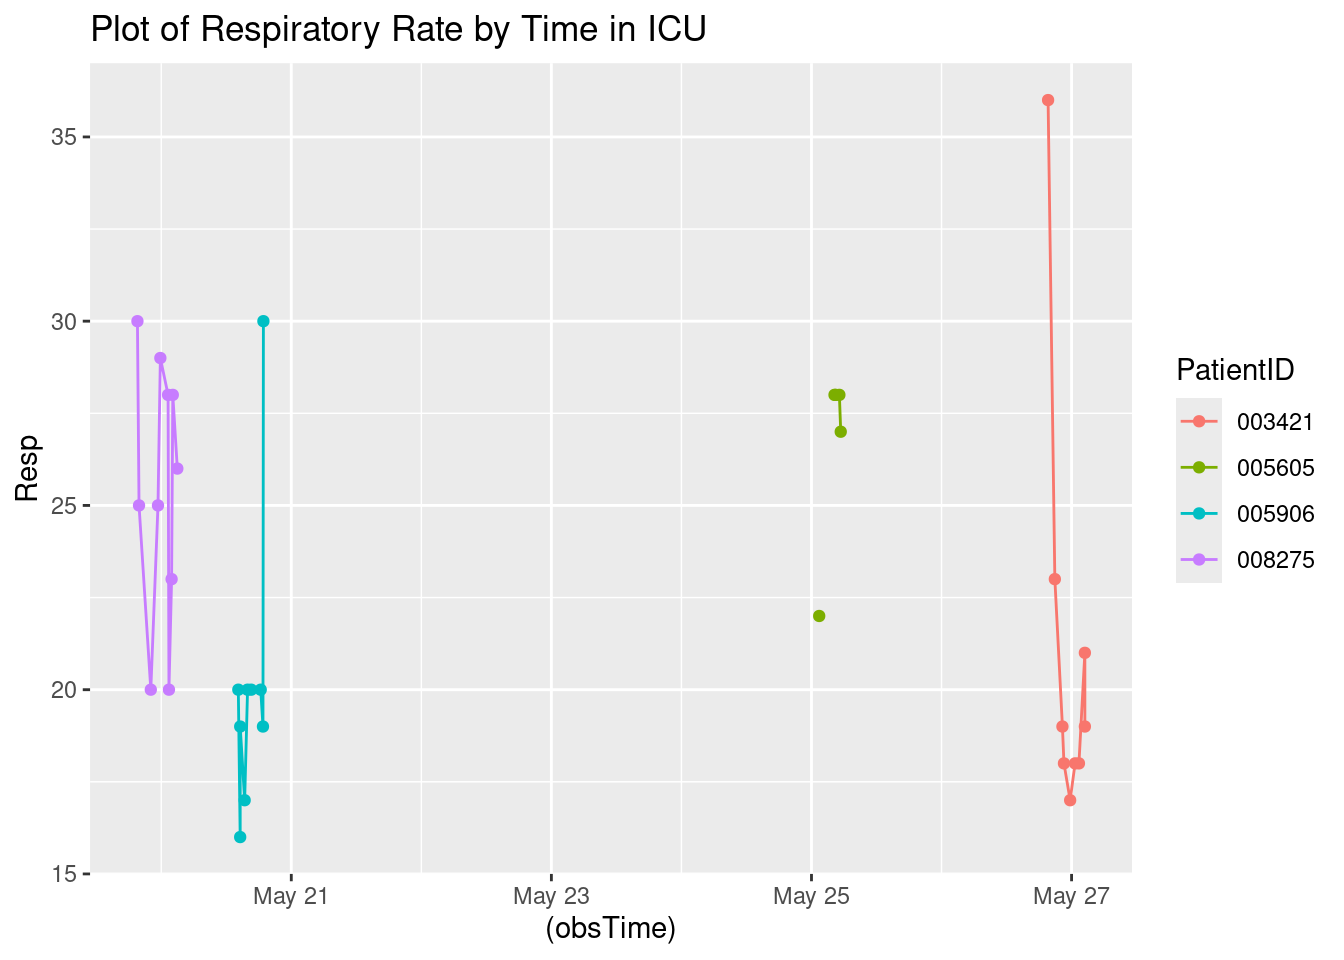 Plot of Respiratory Rate by Time in ICU
35
30
25
20
15
Resp
May 21
May 23
May 25
May 27
(obsTime)
PatientID
003421
005605
005906
008275